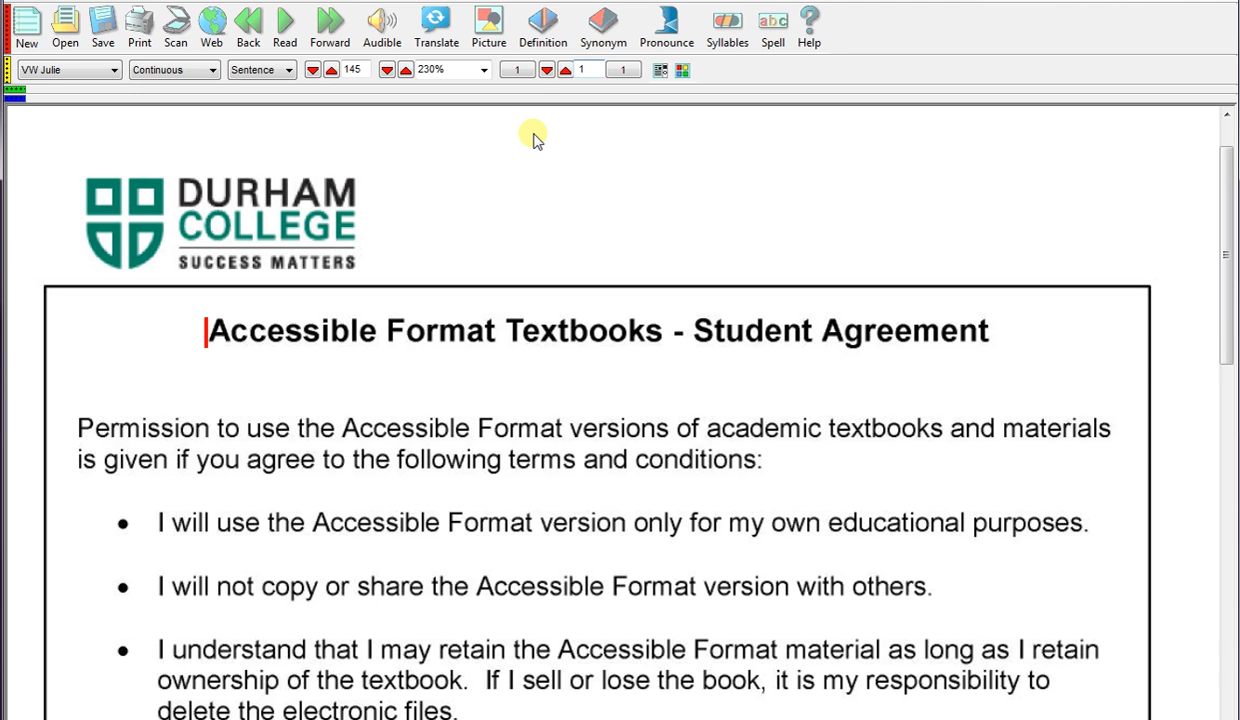 New Open Save Print Scan Web Back Read Forward Audible Translate Picture Definition Synonym Pronounce Syllables Spell Help
VW Julie Continuous Sentence 145 230% 1 1 1
DURHAM
COLLEGE
SUCCESS MATTERS
Accessible Format Textbooks - Student Agreement
Permission to use the Accessible Format versions of academic textbooks and materials
is given if you agree to the following terms and conditions:
• I will use the Accessible Format version only for my own educational purposes.
• I will not copy or share the Accessible Format version with others.
• I understand that I may retain the Accessible Format material as long as I retain
ownership of the textbook.  If I sell or lose the book, it is my responsibility to
delete the electronic files.